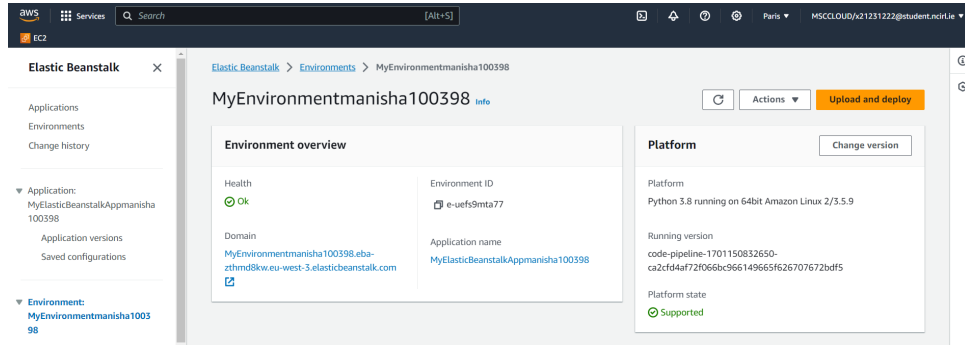 aws
Services
Search
[Alt+S]
Paris ▼
MSCCLOUD/x21231222@student.ncirl.ie ▼
EC2
Elastic Beanstalk
Applications
Environments
Change history
Application:
MyElasticBeanstalkAppmanisha
100398
Application versions
Saved configurations
Environment:
MyEnvironmentmanisha1003
98
Elastic Beanstalk > Environments > MyEnvironmentmanisha100398
MyEnvironmentmanisha100398 Info
Actions ▼
Upload and deploy
Environment overview
Health
Ok
Environment ID
e-uefs9mta77
Domain
MyEnvironmentmanisha100398.eba-
zthmd8kw.eu-west-3.elasticbeanstalk.com
Application name
MyElasticBeanstalkAppmanisha100398
Platform
Change version
Platform
Python 3.8 running on 64bit Amazon Linux 2/3.5.9
Running version
code-pipeline-1701150832650-
ca2cfd4af72f066bc966149665f626707672bdf5
Platform state
Supported